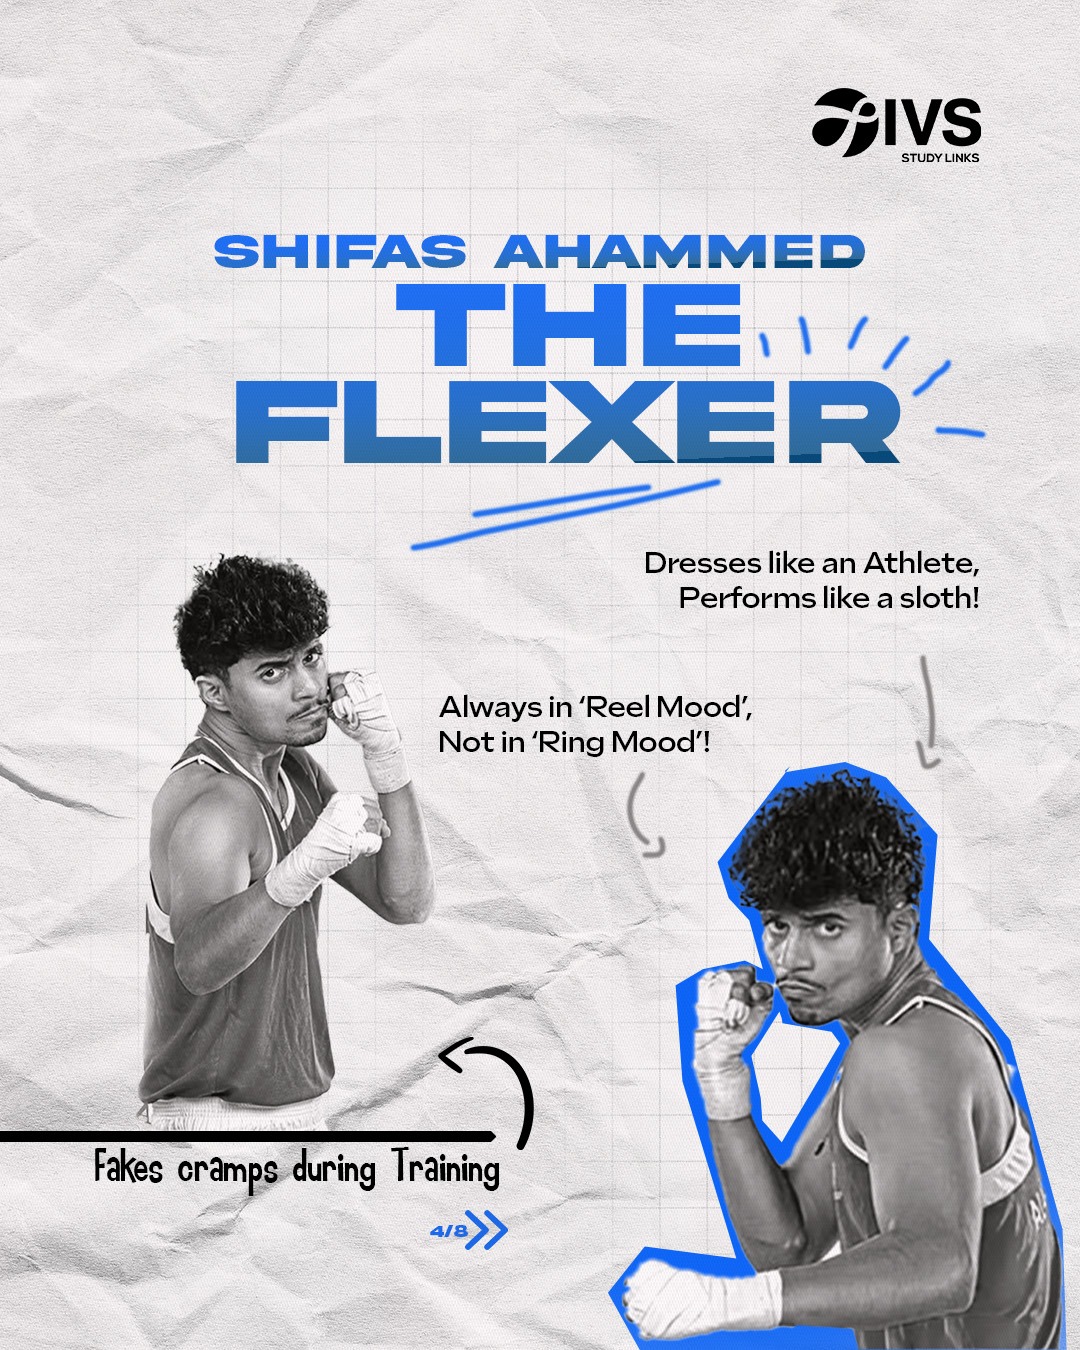 IVS
STUDY LINKS
SHIFAS AHAMMED
THE
FLEXER
Dresses like an Athlete,
Performs like a sloth!
Always in ‘Reel Mood’,
Not in ‘Ring Mood’!
Fakes cramps during Training
4/8